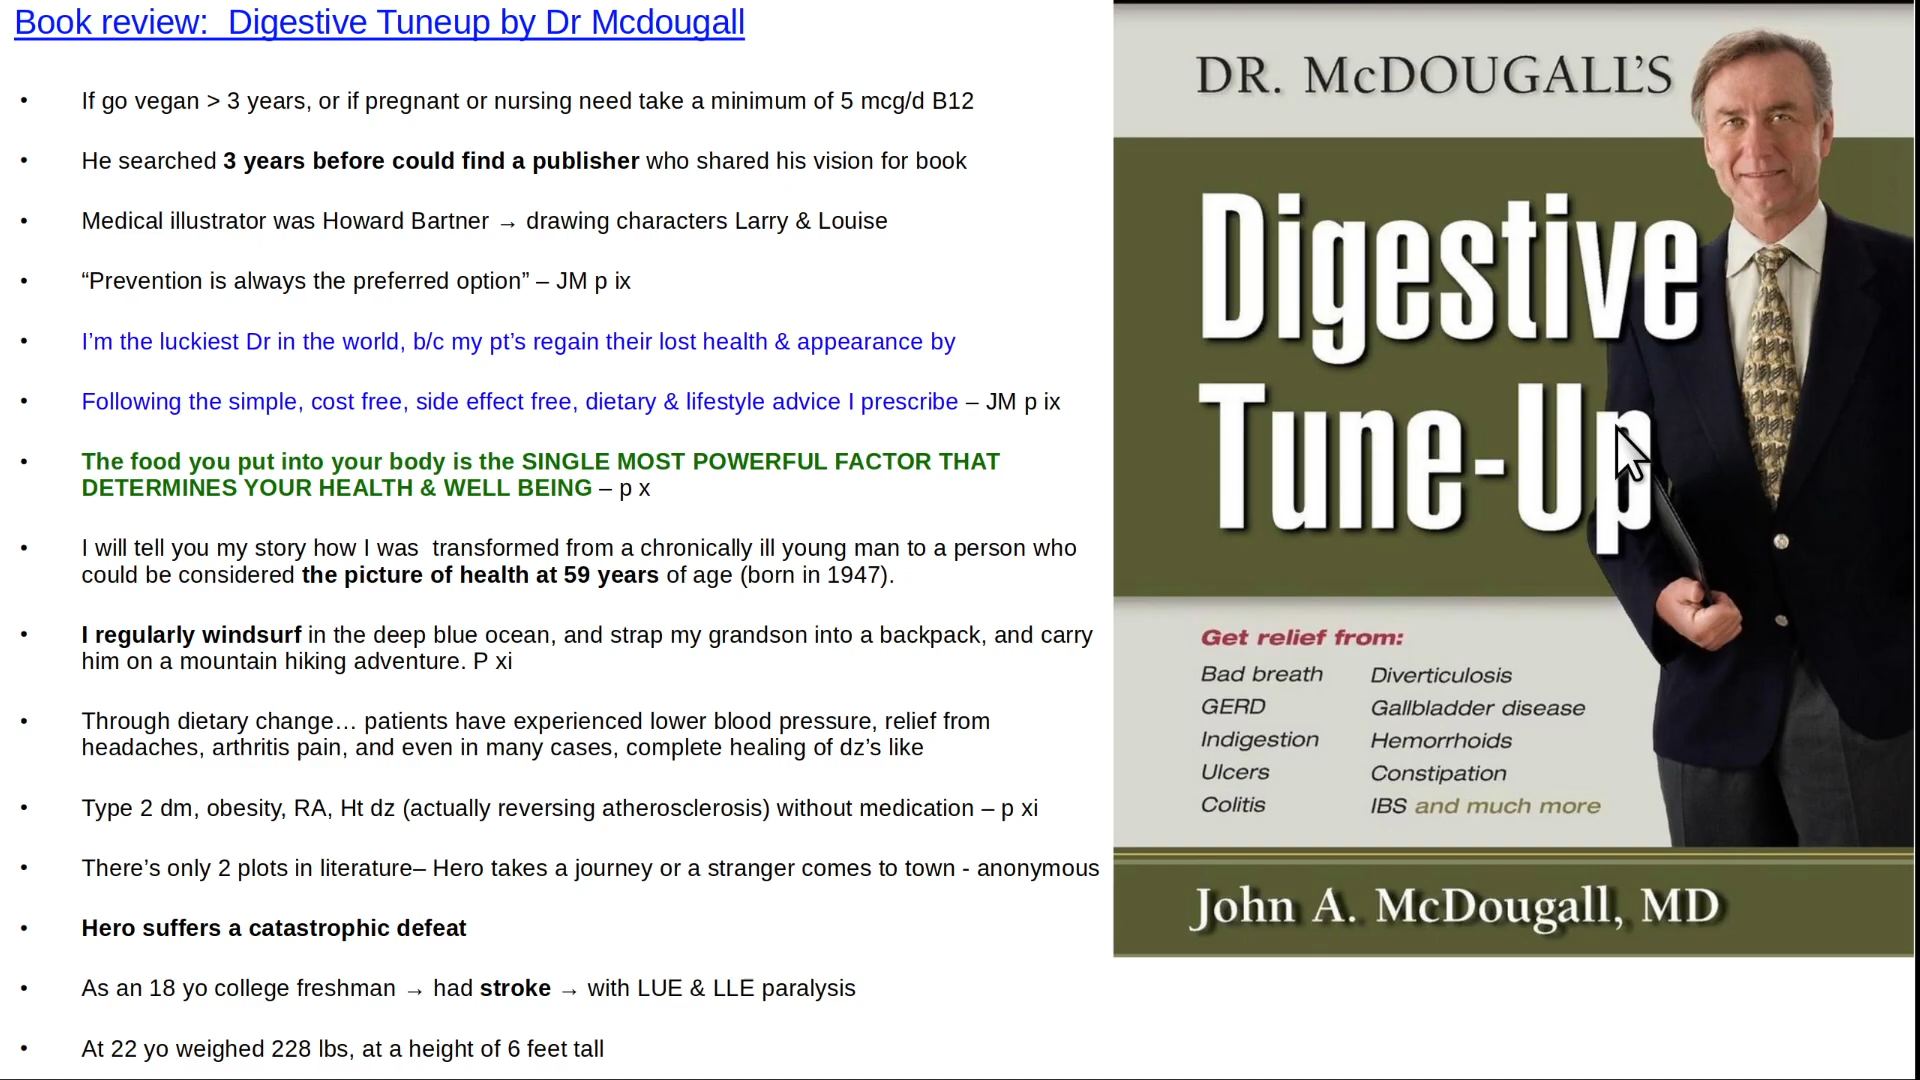 Book review:  Digestive Tuneup by Dr Mcdougall
• If go vegan > 3 years, or if pregnant or nursing need take a minimum of 5 mcg/d B12
• He searched 3 years before could find a publisher who shared his vision for book
• Medical illustrator was Howard Bartner → drawing characters Larry & Louise
• “Prevention is always the preferred option” – JM p ix
• I’m the luckiest Dr in the world, b/c my pt’s regain their lost health & appearance by
• Following the simple, cost free, side effect free, dietary & lifestyle advice I prescribe – JM p ix
• The food you put into your body is the SINGLE MOST POWERFUL FACTOR THAT
DETERMINES YOUR HEALTH & WELL BEING – p x
• I will tell you my story how I was  transformed from a chronically ill young man to a person who
could be considered the picture of health at 59 years of age (born in 1947).
• I regularly windsurf in the deep blue ocean, and strap my grandson into a backpack, and carry
him on a mountain hiking adventure. P xi
• Through dietary change… patients have experienced lower blood pressure, relief from
headaches, arthritis pain, and even in many cases, complete healing of dz’s like
• Type 2 dm, obesity, RA, Ht dz (actually reversing atherosclerosis) without medication – p xi
• There’s only 2 plots in literature– Hero takes a journey or a stranger comes to town - anonymous
• Hero suffers a catastrophic defeat
• As an 18 yo college freshman → had stroke → with LUE & LLE paralysis
• At 22 yo weighed 228 lbs, at a height of 6 feet tall
DR. McDOUGALL’S
Digestive
Tune-Up
Get relief from:
Bad breath
GERD
Indigestion
Ulcers
Colitis
Diverticulosis
Gallbladder disease
Hemorrhoids
Constipation
IBS and much more
John A. McDougall, MD